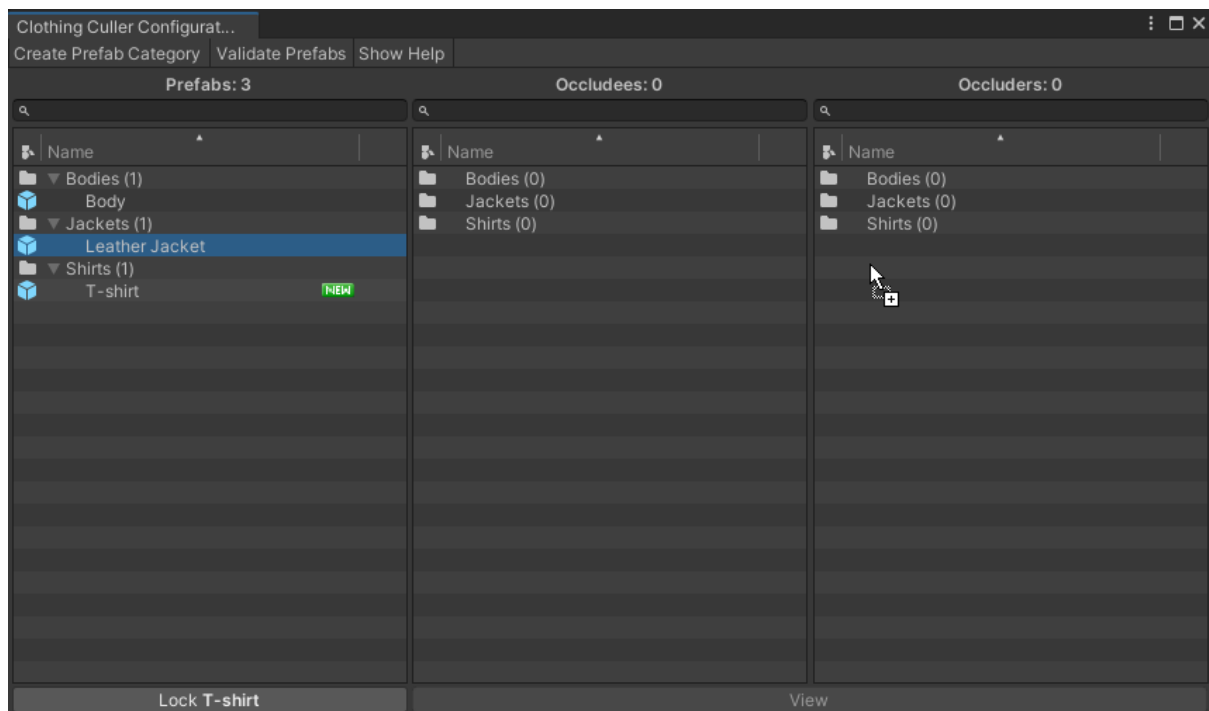 Clothing Culler Configurat...
Create Prefab Category Validate Prefabs Show Help
Prefabs: 3 Occludees: 0 Occluders: 0
Name Name Name
Bodies (1) Bodies (0) Bodies (0)
Body Jackets (0) Jackets (0)
Jackets (1) Shirts (0) Shirts (0)
Leather Jacket
Shirts (1)
T-shirt NEW
Lock T-shirt View